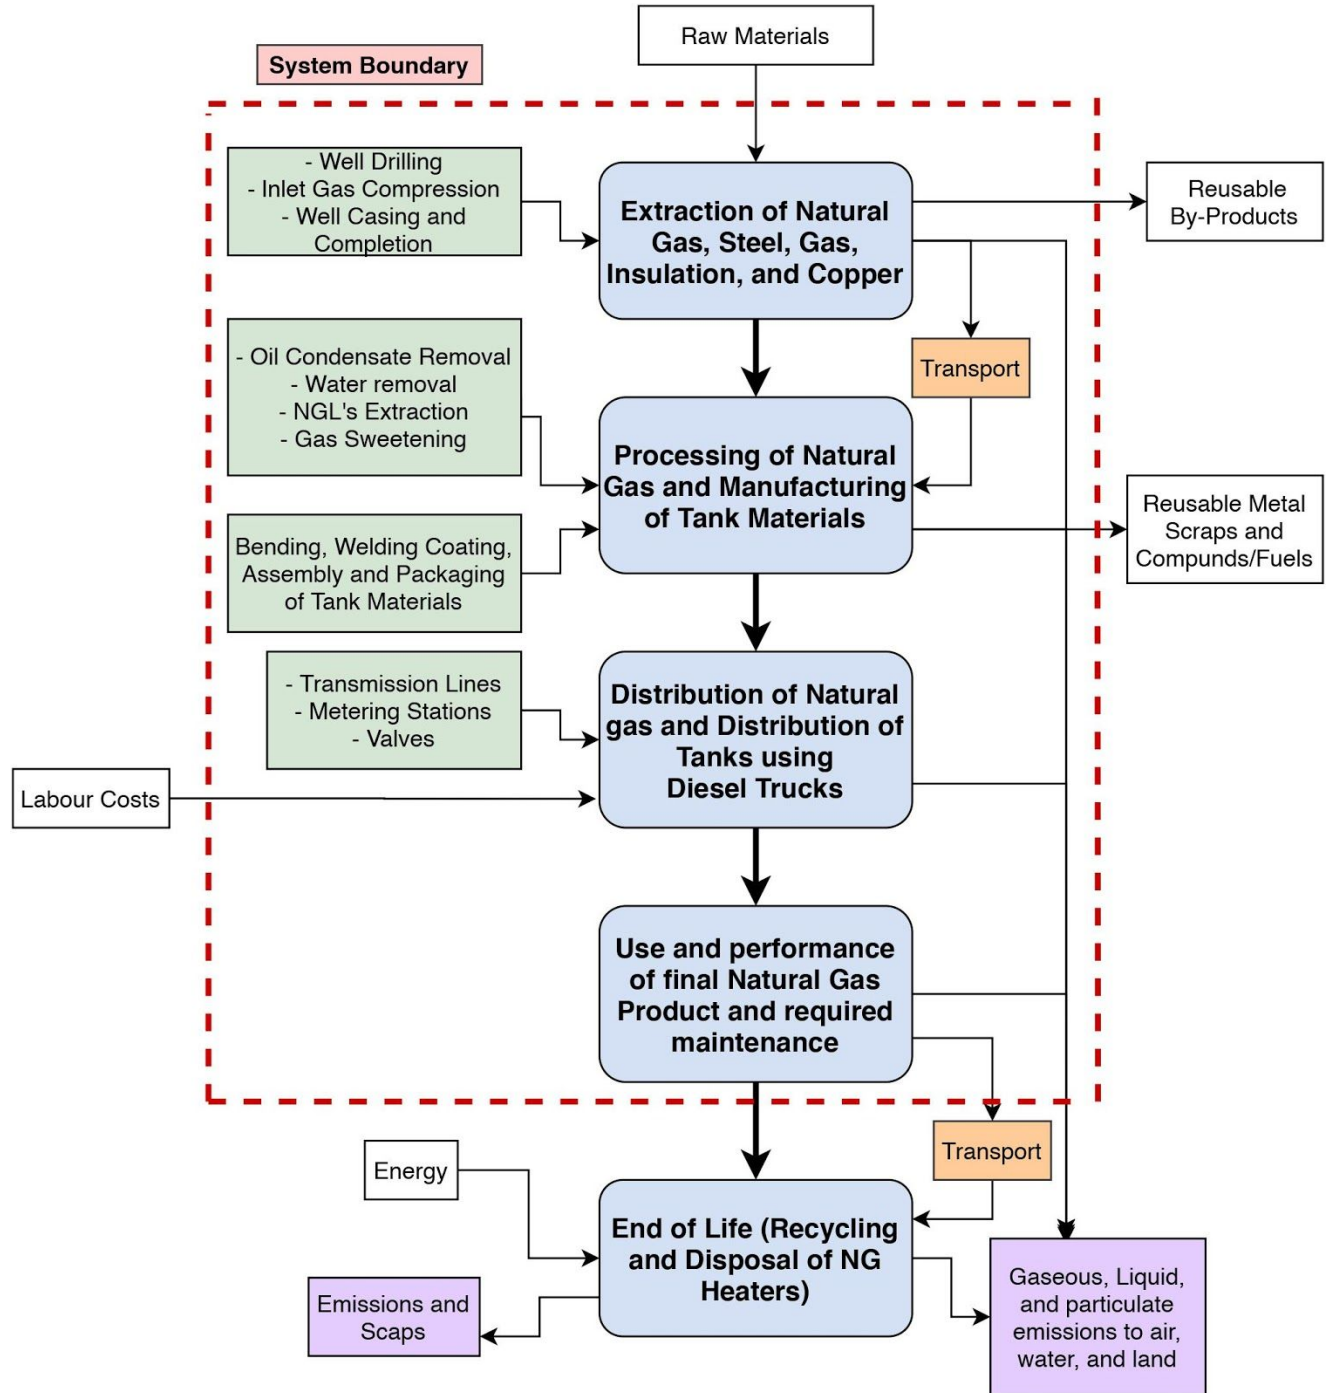 Raw Materials
System Boundary
- Well Drilling
- Inlet Gas Compression
- Well Casing and
Completion
Extraction of Natural
Gas, Steel, Gas,
Insulation, and Copper
Reusable
By-Products
- Oil Condensate Removal
- Water removal
- NGL's Extraction
- Gas Sweetening
Transport
Processing of Natural
Gas and Manufacturing
of Tank Materials
Reusable Metal
Scraps and
Compunds/Fuels
Bending, Welding Coating,
Assembly and Packaging
of Tank Materials
- Transmission Lines
- Metering Stations
- Valves
Distribution of Natural
gas and Distribution of
Tanks using
Diesel Trucks
Labour Costs
Use and performance
of final Natural Gas
Product and required
maintenance
Transport
Energy
End of Life (Recycling
and Disposal of NG
Heaters)
Emissions and
Scaps
Gaseous, Liquid,
and particulate
emissions to air,
water, and land